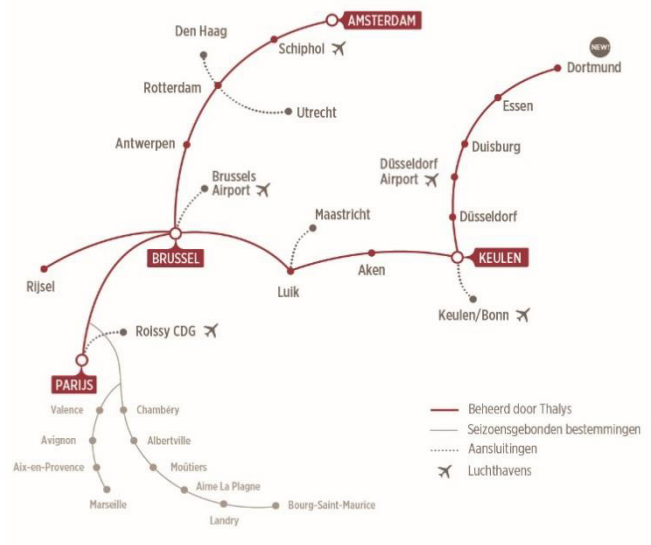 AMSTERDAM
Den Haag
Schiphol
NEW!
Dortmund
Rotterdam
Essen
Utrecht
Antwerpen
Duisburg
Düsseldorf
Airport
Brussels
Airport
Maastricht
Düsseldorf
BRUSSEL
KEULEN
Aken
Rijsel
Luik
Keulen/Bonn
Roissy CDG
PARIJS
Valence
Chambéry
Beheerd door Thalys
Seizoensgebonden bestemmingen
Avignon
Albertville
Aansluitingen
Aix-en-Provence
Moûtiers
Luchthavens
Aime La Plagne
Marseille
Bourg-Saint-Maurice
Landry